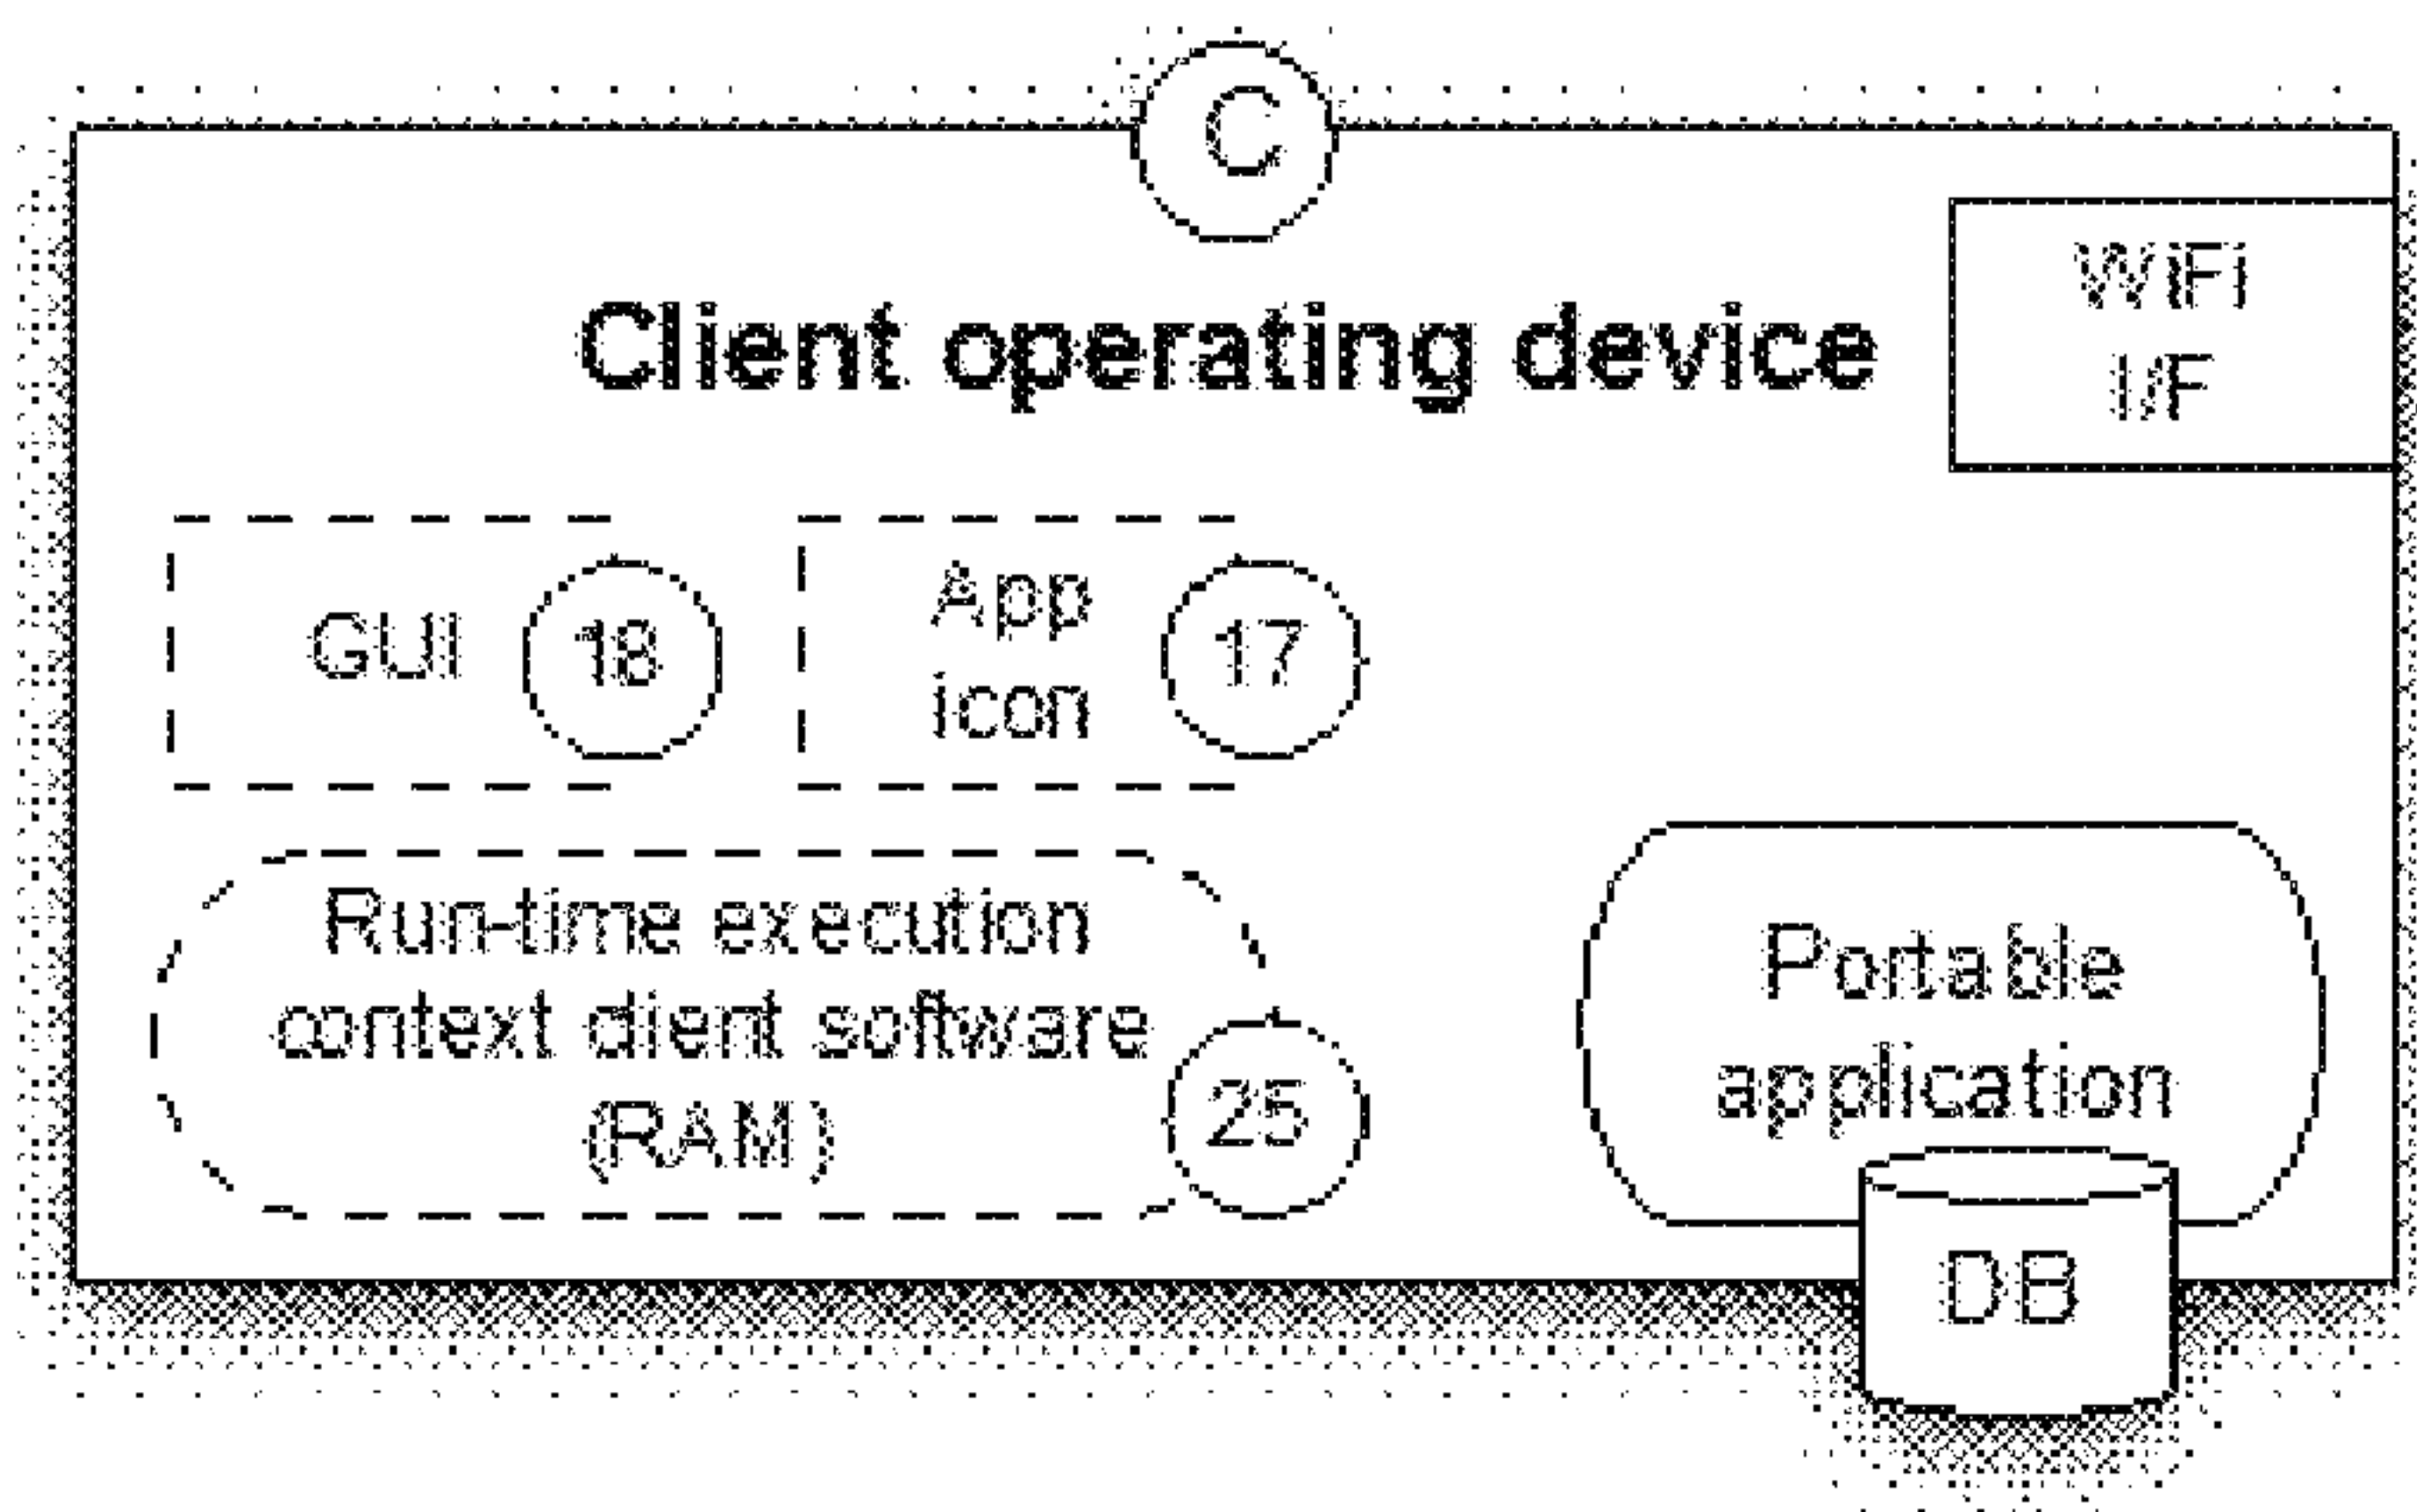 C
Client operating device
WiFi
I/F
GUI
18
App
icon
17
Run-time execution
context client software
(RAM)
25
Portable
application
DB